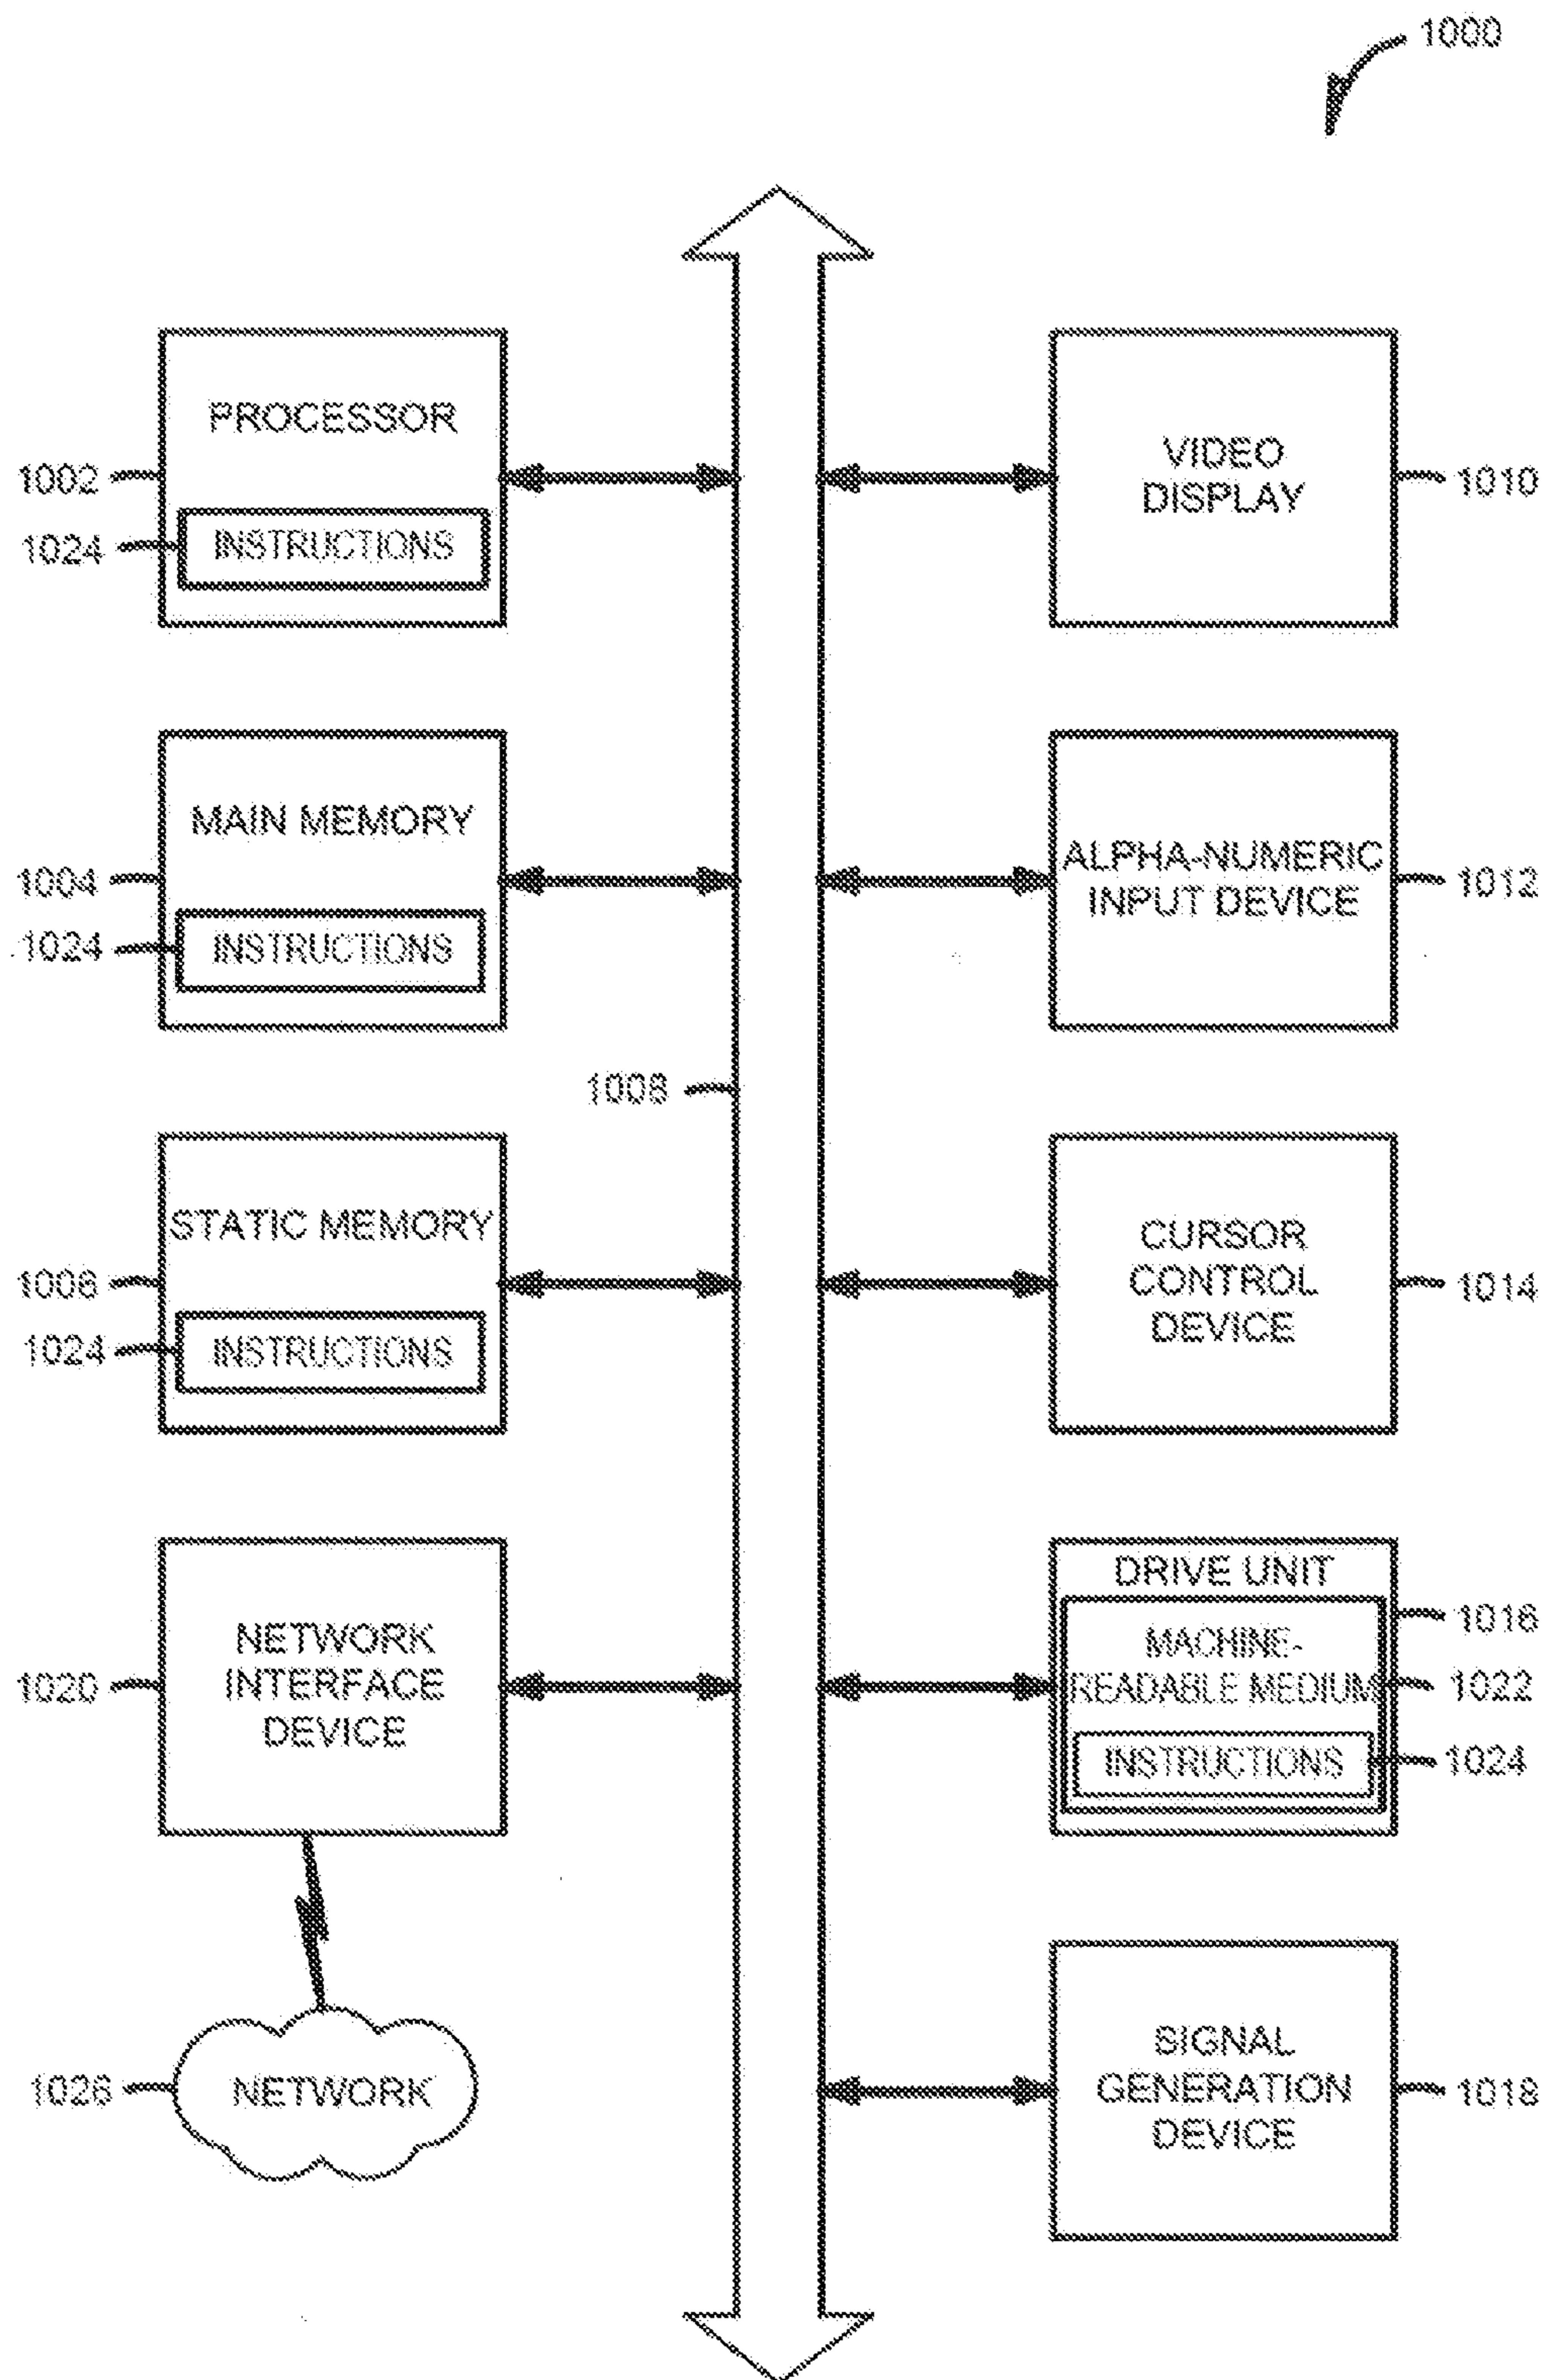 1000
PROCESSOR
1002
1024
INSTRUCTIONS
VIDEO
DISPLAY
1010
MAIN MEMORY
1004
1024
INSTRUCTIONS
ALPHA-NUMERIC
INPUT DEVICE
1012
1008
STATIC MEMORY
1006
1024
INSTRUCTIONS
CURSOR
CONTROL
DEVICE
1014
NETWORK
INTERFACE
DEVICE
1020
DRIVE UNIT
1016
MACHINE-
READABLE MEDIUM
1022
INSTRUCTIONS
1024
NETWORK
1026
SIGNAL
GENERATION
DEVICE
1018